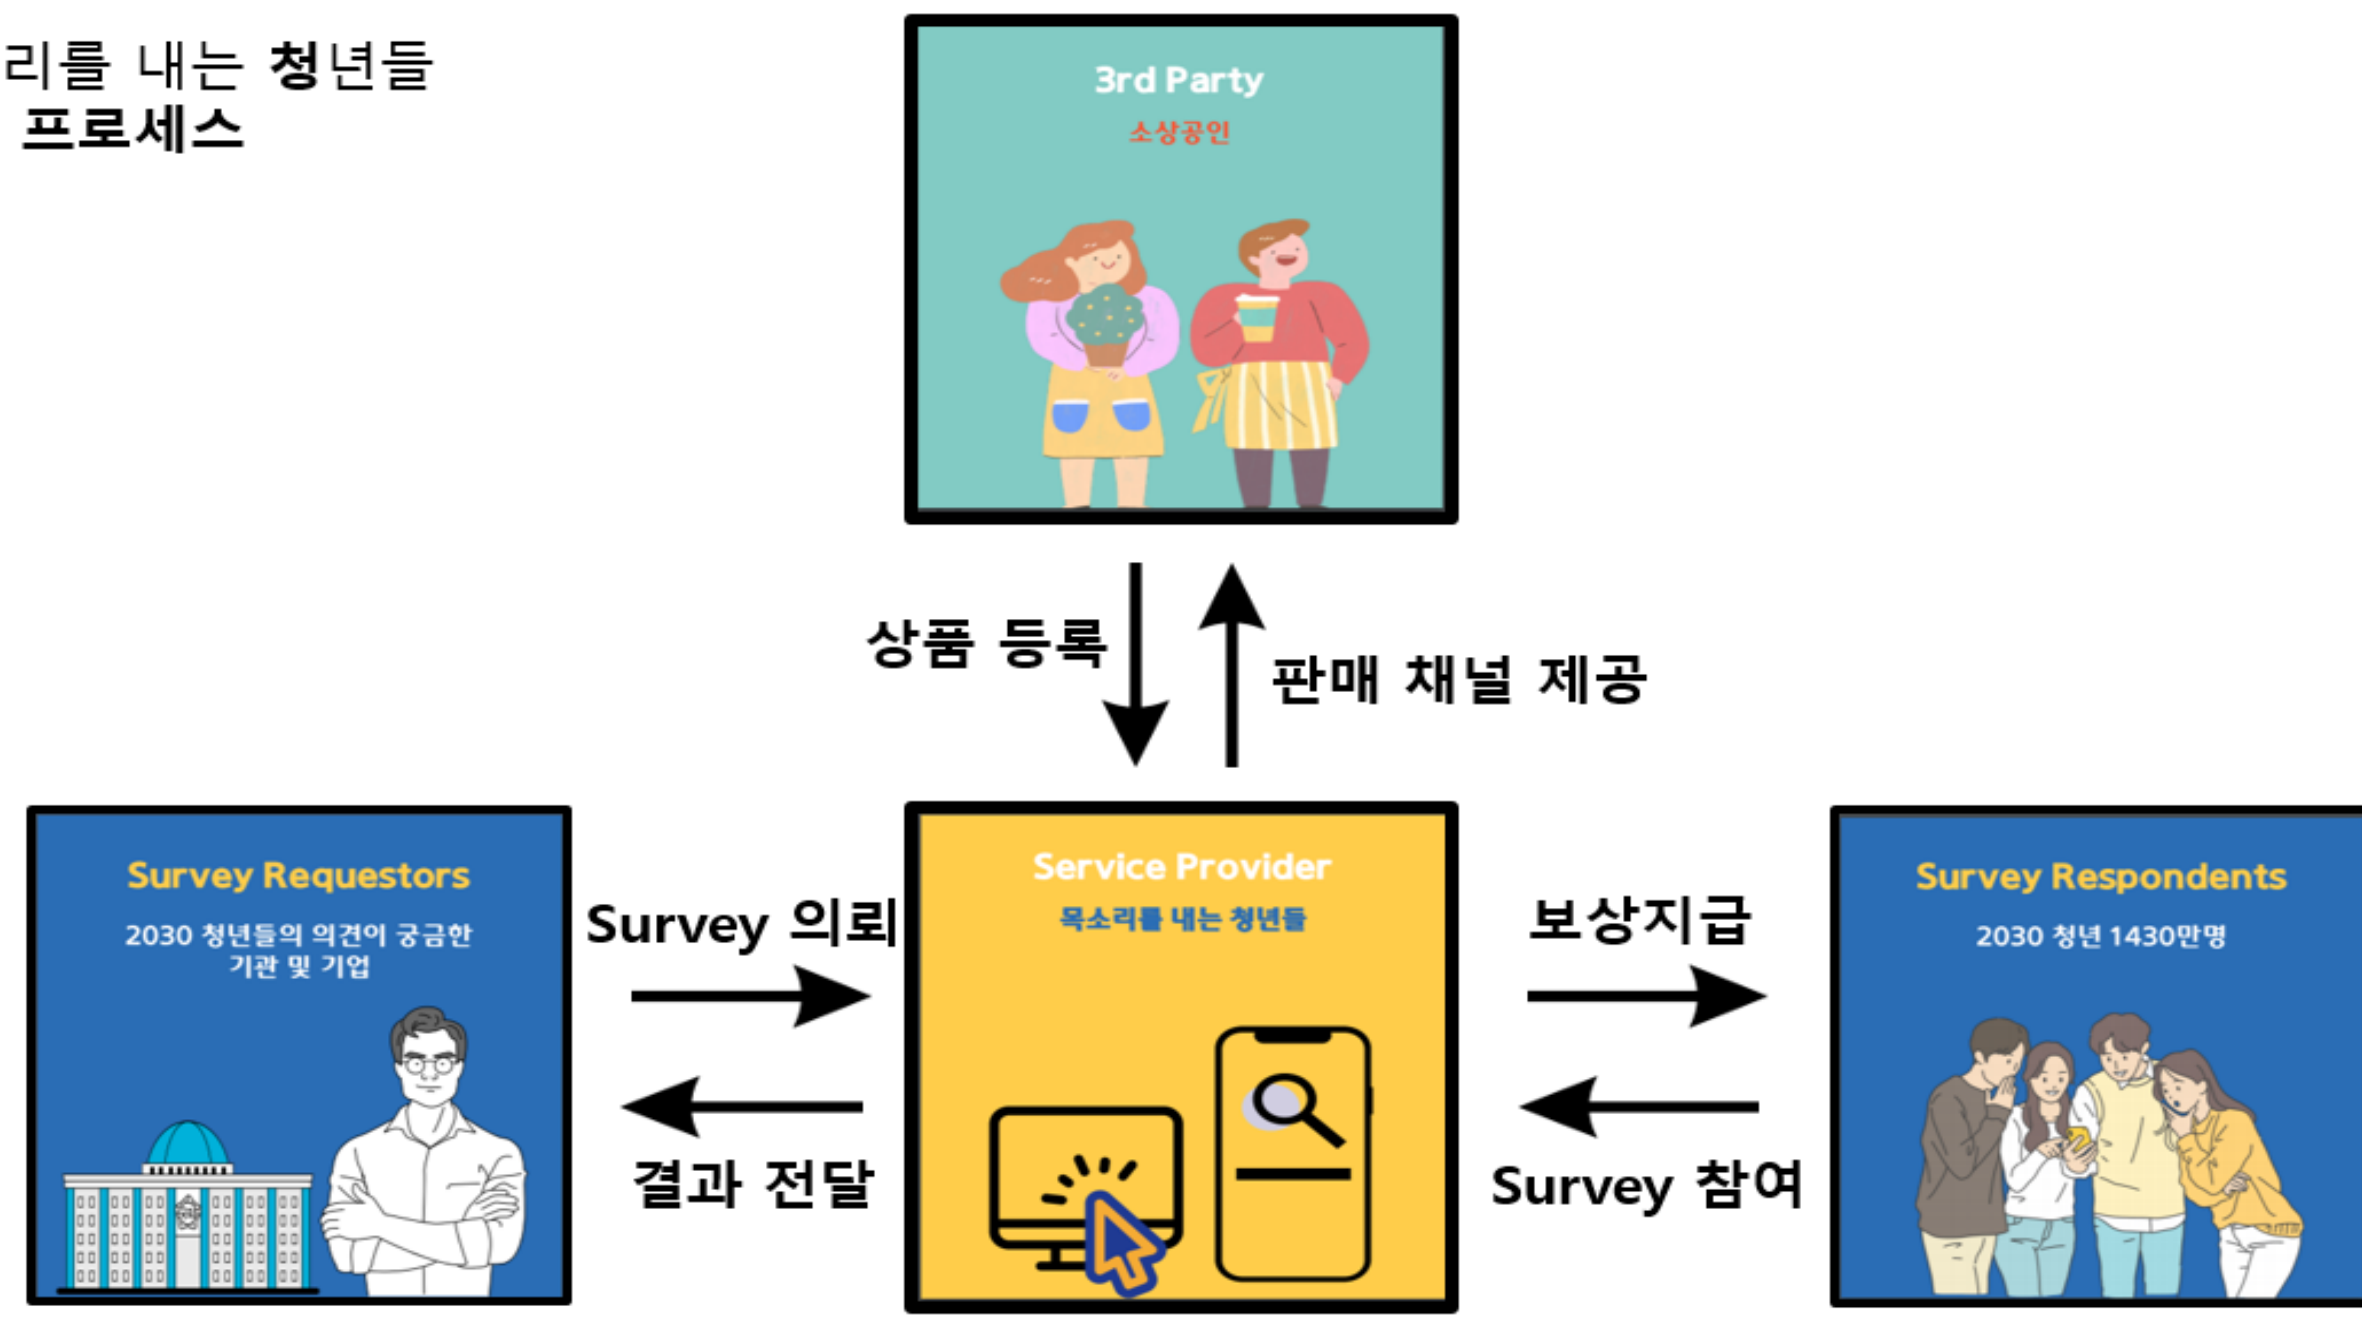 리를 내는 청년들
프로세스
3rd Party
소상공인
상품 등록
판매 채널 제공
Survey Requestors
2030 청년들의 의견이 궁금한
기관 및 기업
Survey 의뢰
결과 전달
Service Provider
목소리를 내는 청년들
보상지급
Survey 참여
Survey Respondents
2030 청년 1430만명